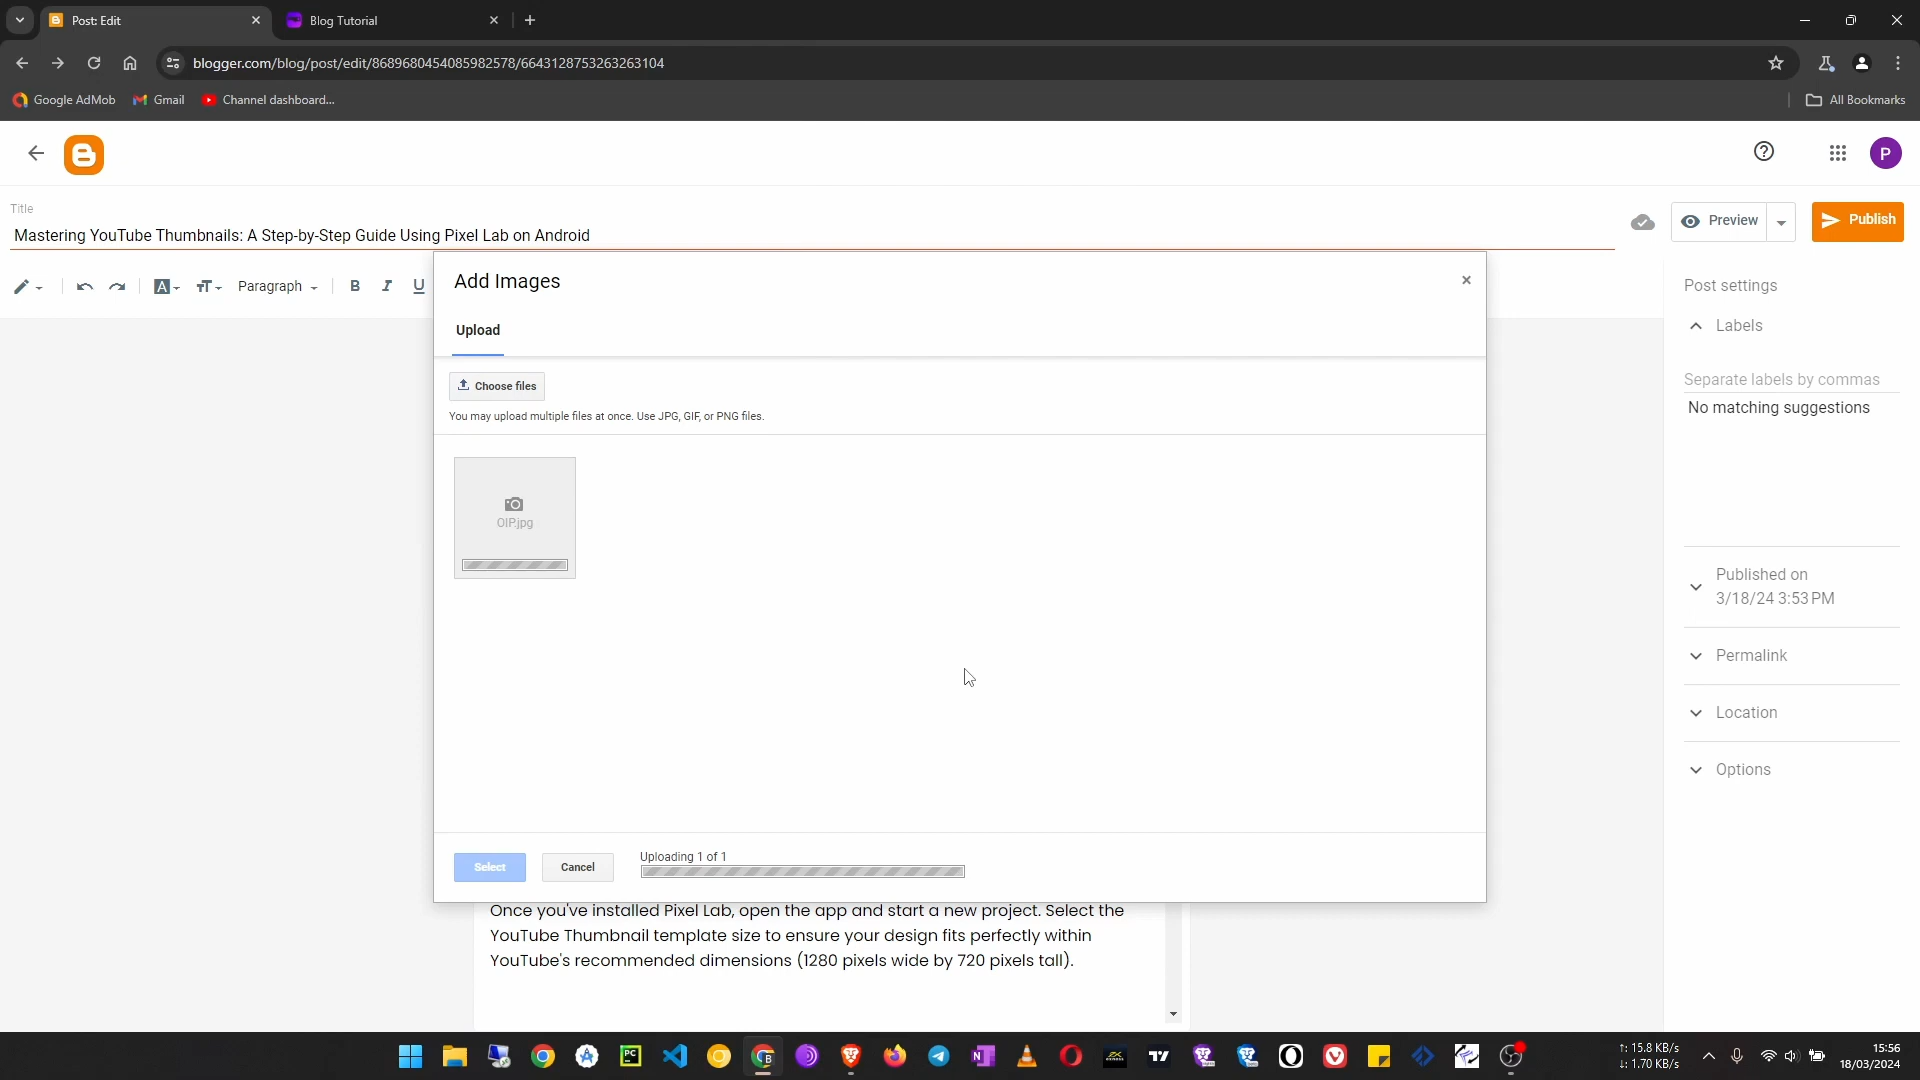 Post: Edit
Blog Tutorial
blogger.com/blog/post/edit/8689680454085982578/6643128753263263104
Google AdMob
Gmail
Channel dashboard...
All Bookmarks
P
Title
Mastering YouTube Thumbnails: A Step-by-Step Guide Using Pixel Lab on Android
Preview
Publish
A
Paragraph
B I U
Add Images
Upload
Choose files
You may upload multiple files at once. Use JPG, GIF, or PNG files.
OIP.jpg
Select
Cancel
Uploading 1 of 1
Once you've installed Pixel Lab, open the app and start a new project. Select the
YouTube Thumbnail template size to ensure your design fits perfectly within
YouTube's recommended dimensions (1280 pixels wide by 720 pixels tall).
Post settings
Labels
Separate labels by commas
No matching suggestions
Published on
3/18/24 3:53 PM
Permalink
Location
Options
↑: 15.8 KB/s
↓: 1.70 KB/s
15:56
18/03/2024